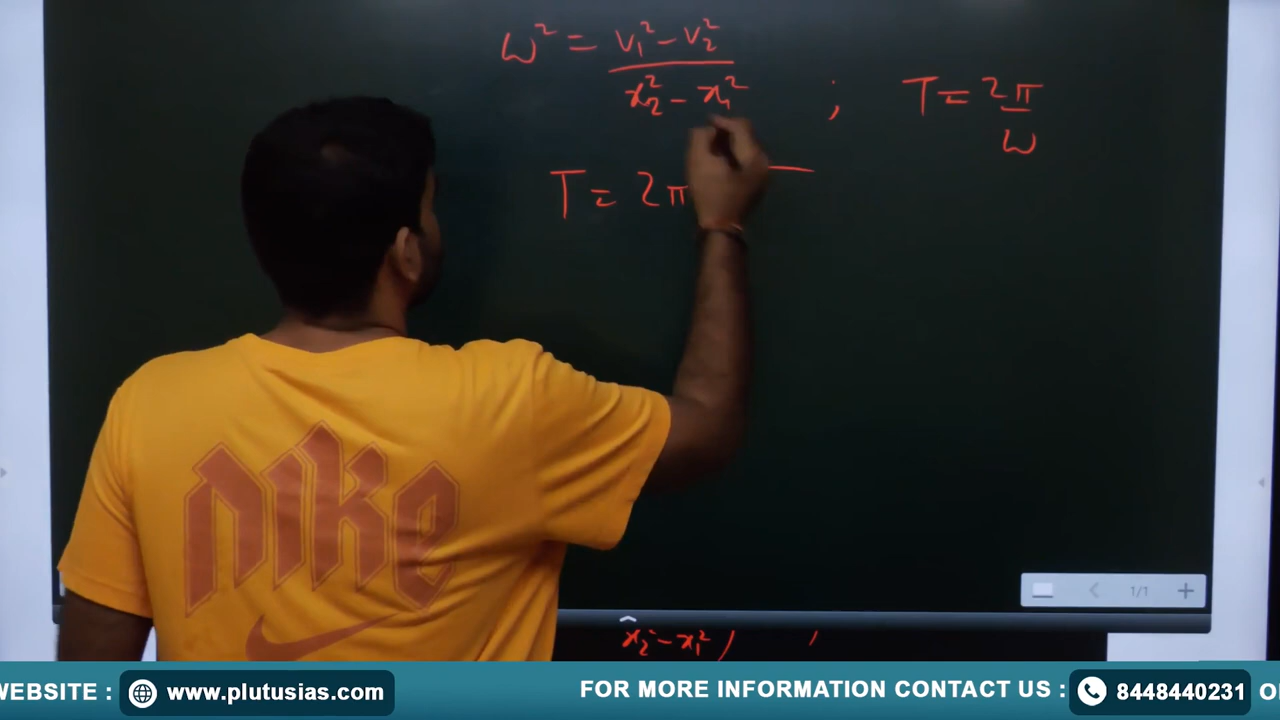 ω² = v₁² − v₂² / x₂² − x₁² ; T = 2π / ω
T = 2π
NIKE
1/1
x₂² − x₁²
WEBSITE : www.plutusias.com FOR MORE INFORMATION CONTACT US : 8448440231